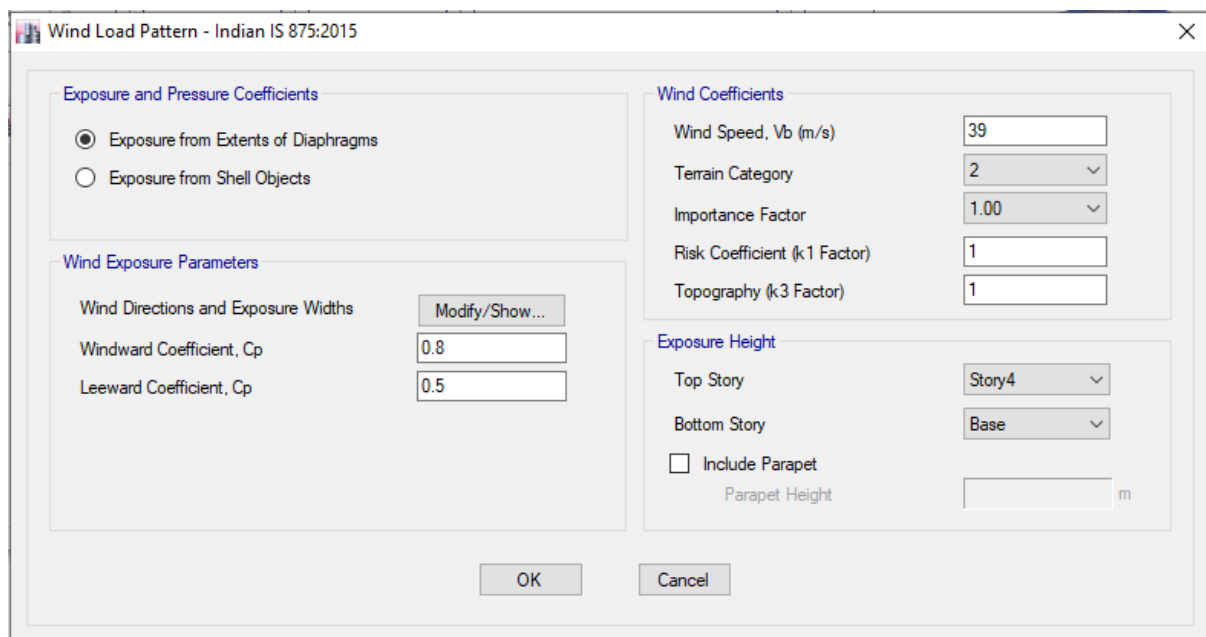 Wind Load Pattern - Indian IS 875:2015
Exposure and Pressure Coefficients
Exposure from Extents of Diaphragms
Exposure from Shell Objects
Wind Exposure Parameters
Wind Directions and Exposure Widths Modify/Show...
Windward Coefficient, Cp 0.8
Leeward Coefficient, Cp 0.5
Wind Coefficients
Wind Speed, Vb (m/s) 39
Terrain Category 2
Importance Factor 1.00
Risk Coefficient (k1 Factor) 1
Topography (k3 Factor) 1
Exposure Height
Top Story Story4
Bottom Story Base
Include Parapet
Parapet Height m
OK Cancel